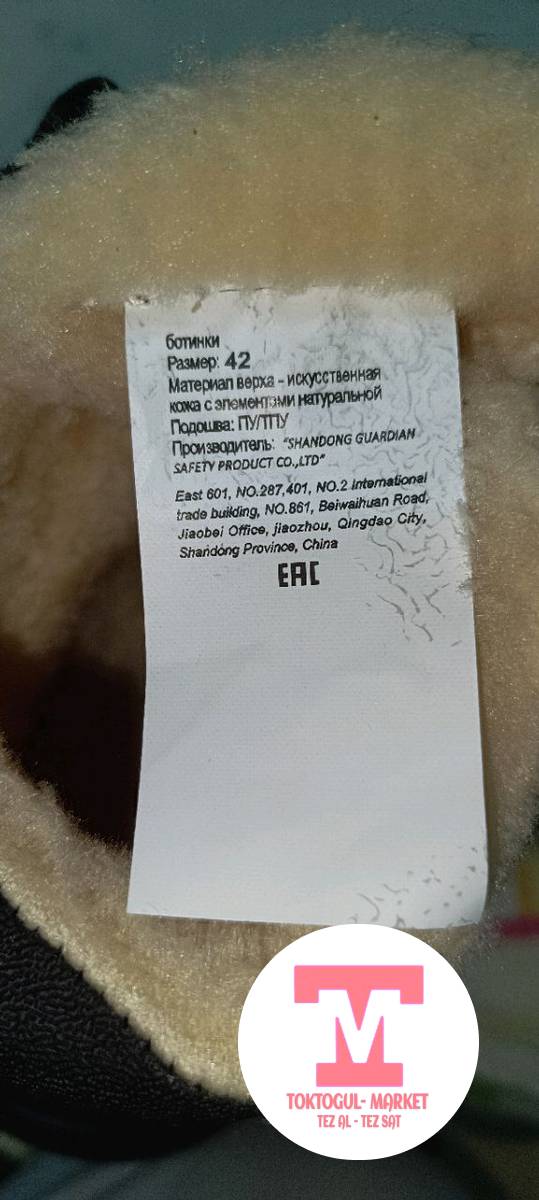 ботинки
Размер: 42
Материал верха - искусственная
кожа с элементами натуральной
Подошва: ПУ/ТПУ
Производитель: "SHANDONG GUARDIAN
SAFETY PRODUCT CO.,LTD"
East 601, NO.287,401, NO.2 International
trade building, NO.861, Beiwaihuan Road,
Jiaobei Office, jiaozhou, Qingdao City,
Shandong Province, China
EAC
TM
TOKTOGUL- MARKET
TEZ AL - TEZ SAT